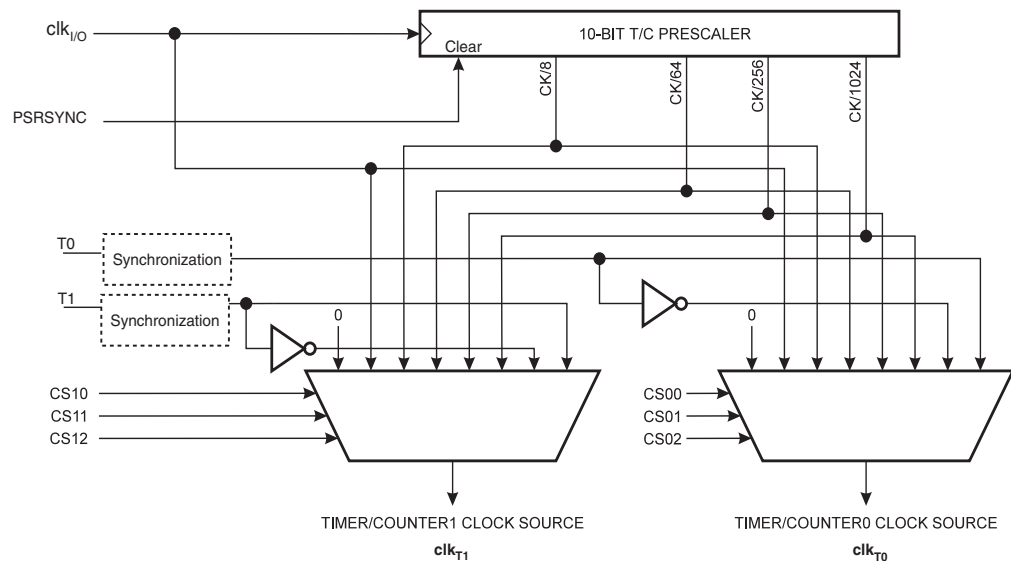 clkI/O
10-BIT T/C PRESCALER
Clear
CK/8
CK/64
CK/256
CK/1024
PSRSYNC
T0
Synchronization
T1
Synchronization
0
0
CS10
CS11
CS12
CS00
CS01
CS02
TIMER/COUNTER1 CLOCK SOURCE
clkT1
TIMER/COUNTER0 CLOCK SOURCE
clkT0